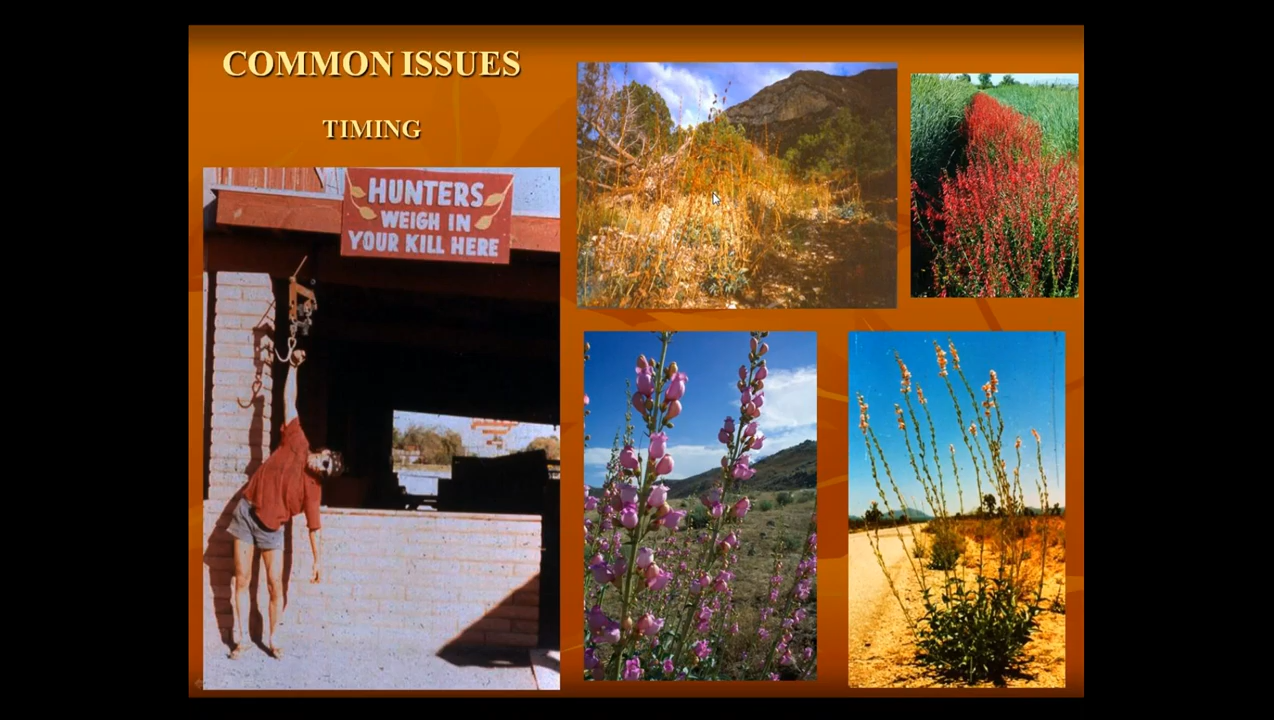 COMMON ISSUES
TIMING
HUNTERS
WEIGH IN
YOUR KILL HERE